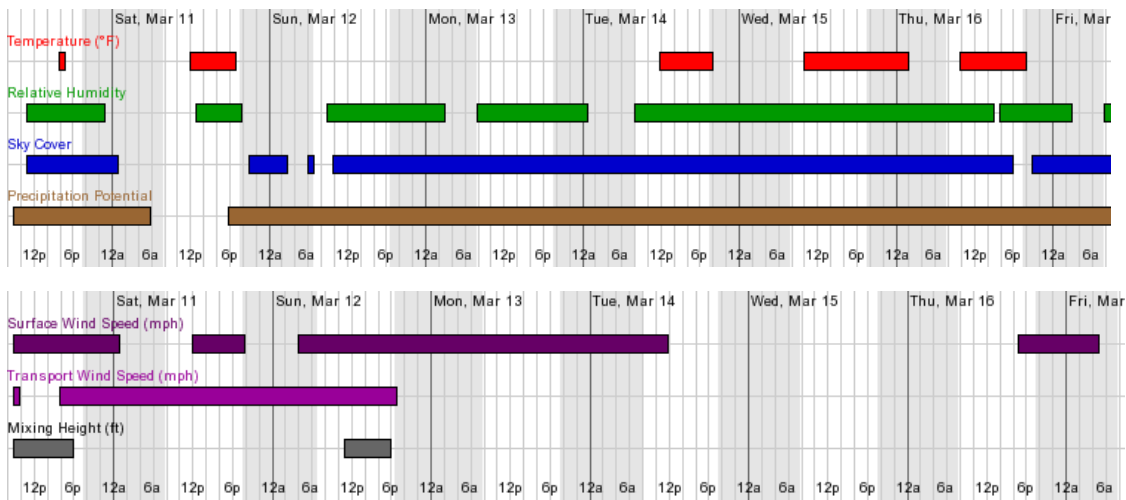 Sat, Mar 11 Sun, Mar 12 Mon, Mar 13 Tue, Mar 14 Wed, Mar 15 Thu, Mar 16 Fri, Mar
Temperature (°F)
Relative Humidity
Sky Cover
Precipitation Potential
12p 6p 12a 6a 12p 6p 12a 6a 12p 6p 12a 6a 12p 6p 12a 6a 12p 6p 12a 6a 12p 6p 12a 6a 12p 6p 12a 6a
Sat, Mar 11 Sun, Mar 12 Mon, Mar 13 Tue, Mar 14 Wed, Mar 15 Thu, Mar 16 Fri, Mar
Surface Wind Speed (mph)
Transport Wind Speed (mph)
Mixing Height (ft)
12p 6p 12a 6a 12p 6p 12a 6a 12p 6p 12a 6a 12p 6p 12a 6a 12p 6p 12a 6a 12p 6p 12a 6a 12p 6p 12a 6a